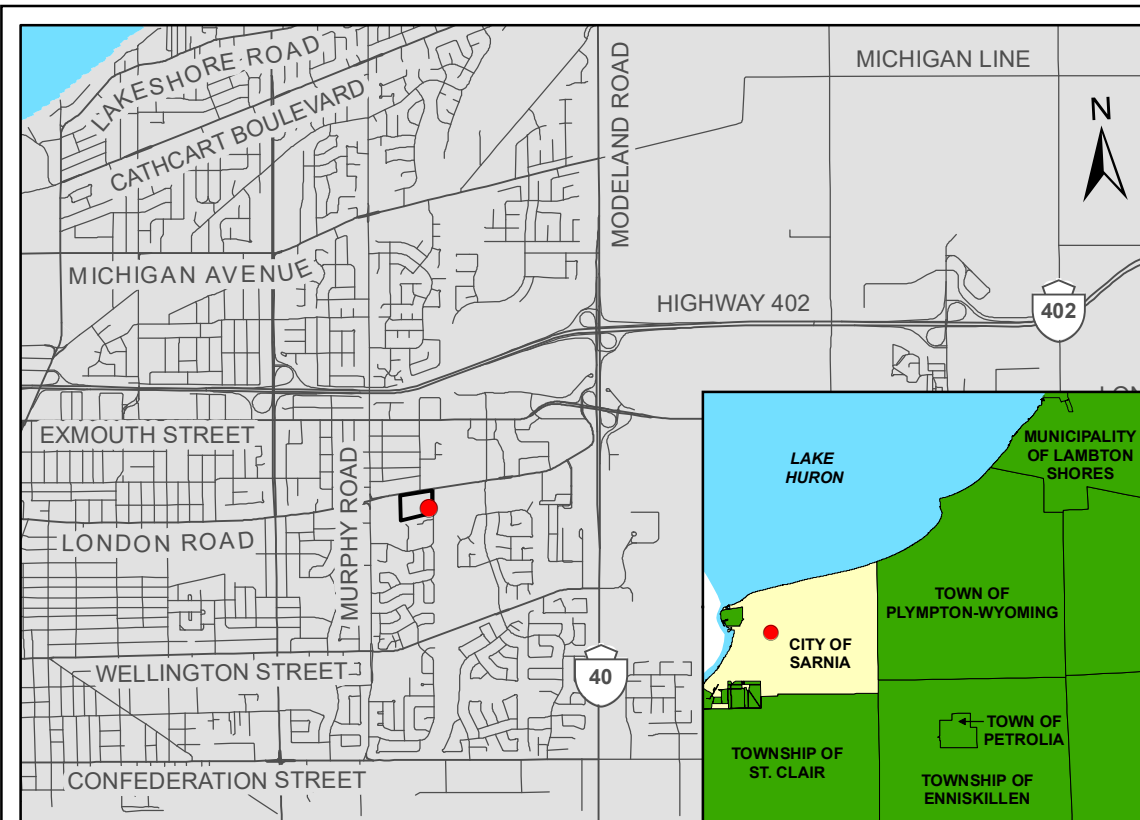 LAKESHORE ROAD
CATHCART BOULEVARD
MODELAND ROAD
MICHIGAN LINE
N
MICHIGAN AVENUE
HIGHWAY 402
402
EXMOUTH STREET
MURPHY ROAD
LONDON ROAD
WELLINGTON STREET
40
CONFEDERATION STREET
LAKE
HURON
MUNICIPALITY
OF LAMBTON
SHORES
TOWN OF
PLYMPTON-WYOMING
CITY OF
SARNIA
TOWN OF
PETROLIA
TOWNSHIP OF
ST. CLAIR
TOWNSHIP OF
ENNISKILLEN